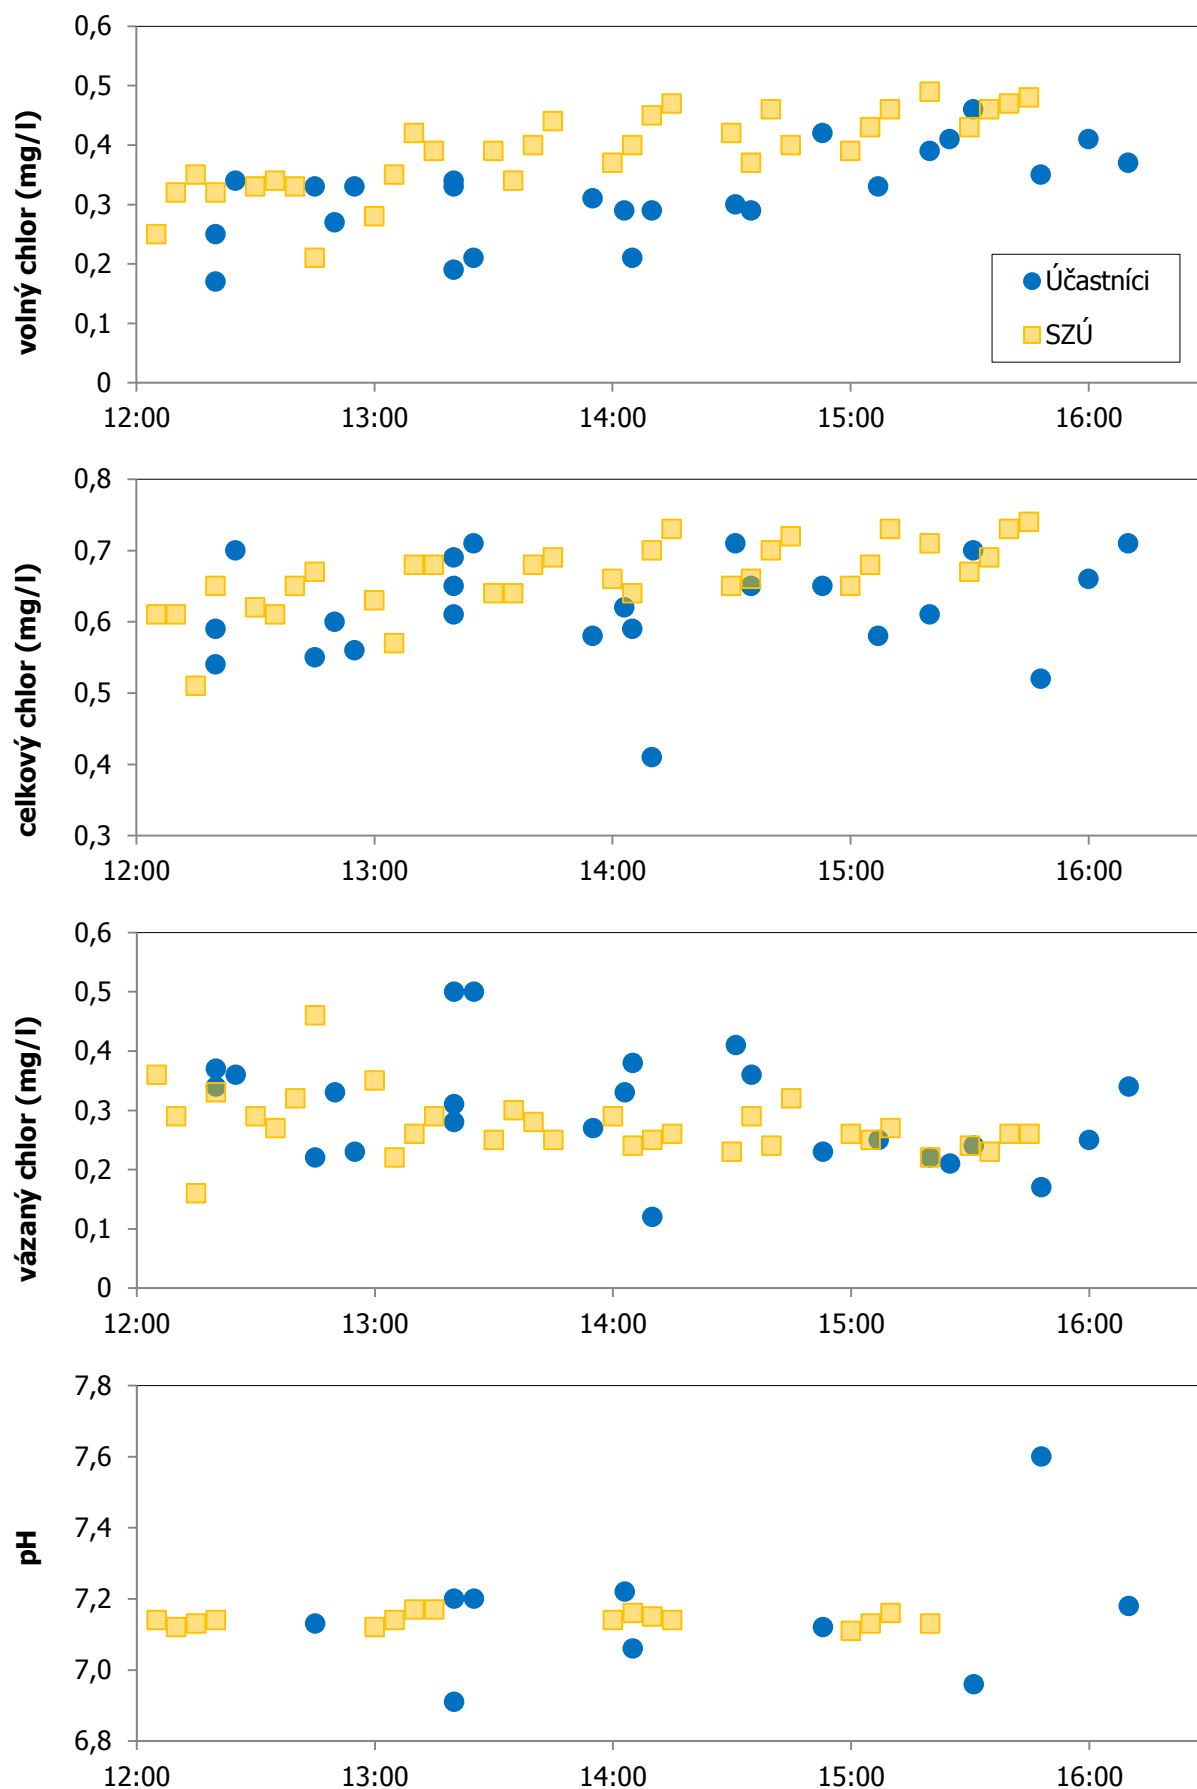 0,6
0,5
0,4
0,3
0,2
0,1
0
volný chlor (mg/l)
Účastníci
SZÚ
12:00 13:00 14:00 15:00 16:00
0,8
0,7
0,6
0,5
0,4
0,3
celkový chlor (mg/l)
12:00 13:00 14:00 15:00 16:00
0,6
0,5
0,4
0,3
0,2
0,1
0
vázaný chlor (mg/l)
12:00 13:00 14:00 15:00 16:00
7,8
7,6
7,4
7,2
7,0
6,8
pH
12:00 13:00 14:00 15:00 16:00